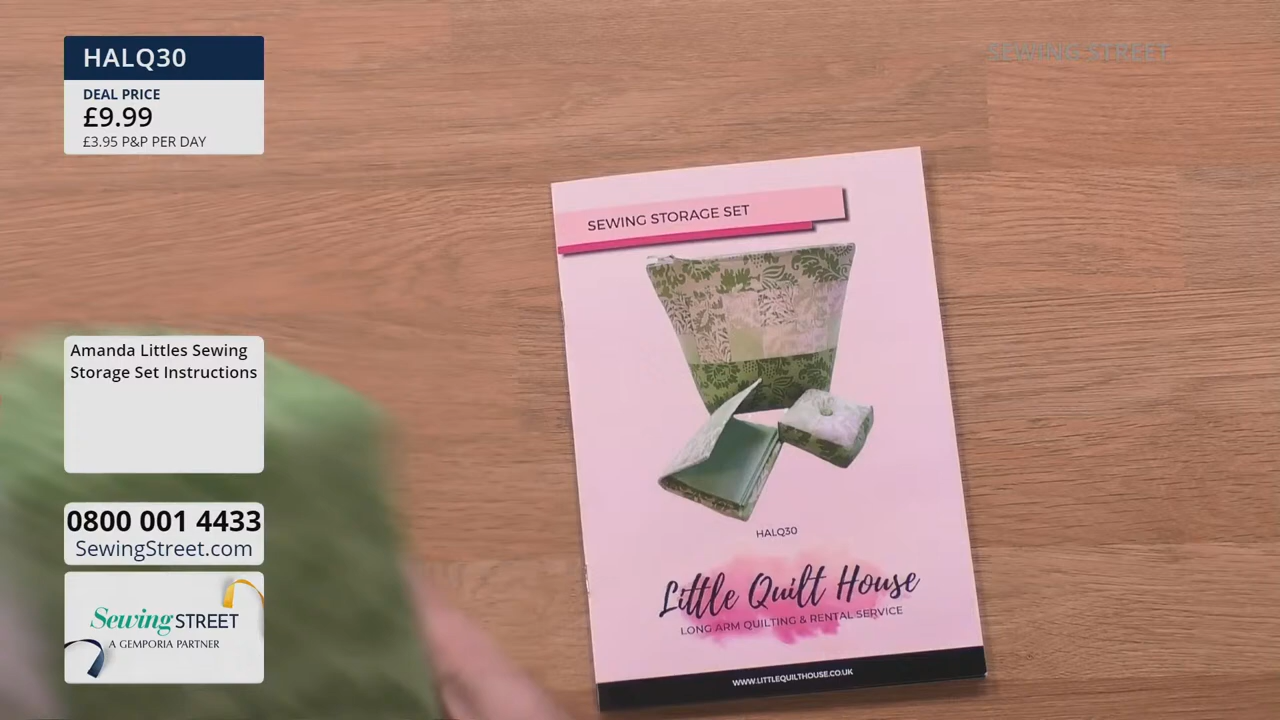 HALQ30
DEAL PRICE
£9.99
£3.95 P&P PER DAY
SEWING STREET
SEWING STORAGE SET
HALQ30
Little Quilt House
LONG ARM QUILTING & RENTAL SERVICE
WWW.LITTLEQUILTHOUSE.CO.UK
Amanda Littles Sewing
Storage Set Instructions
0800 001 4433
SewingStreet.com
Sewing STREET
A GEMPORIA PARTNER